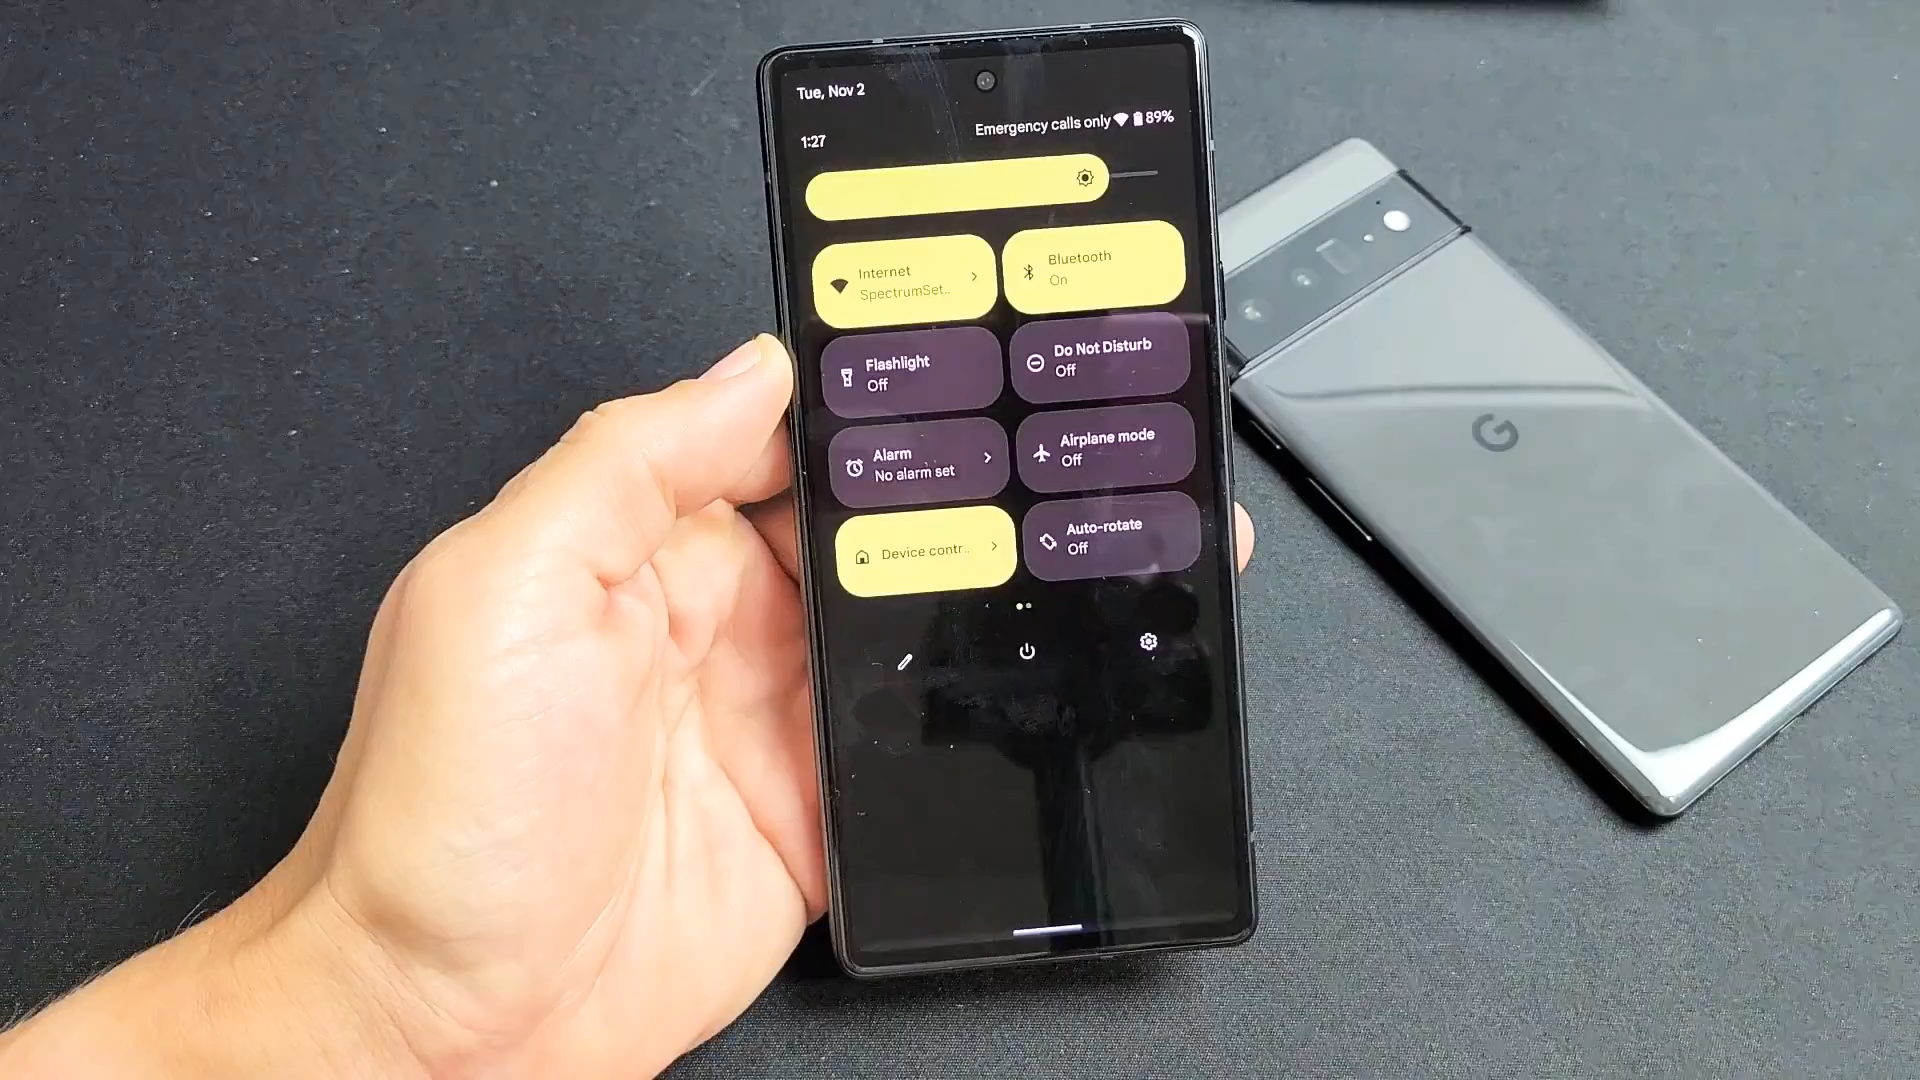 Tue, Nov 2
1:27
Emergency calls only 89%
Internet
SpectrumSet..
Bluetooth
On
Flashlight
Off
Do Not Disturb
Off
Alarm
No alarm set
Airplane mode
Off
Device contr..
Auto-rotate
Off
G